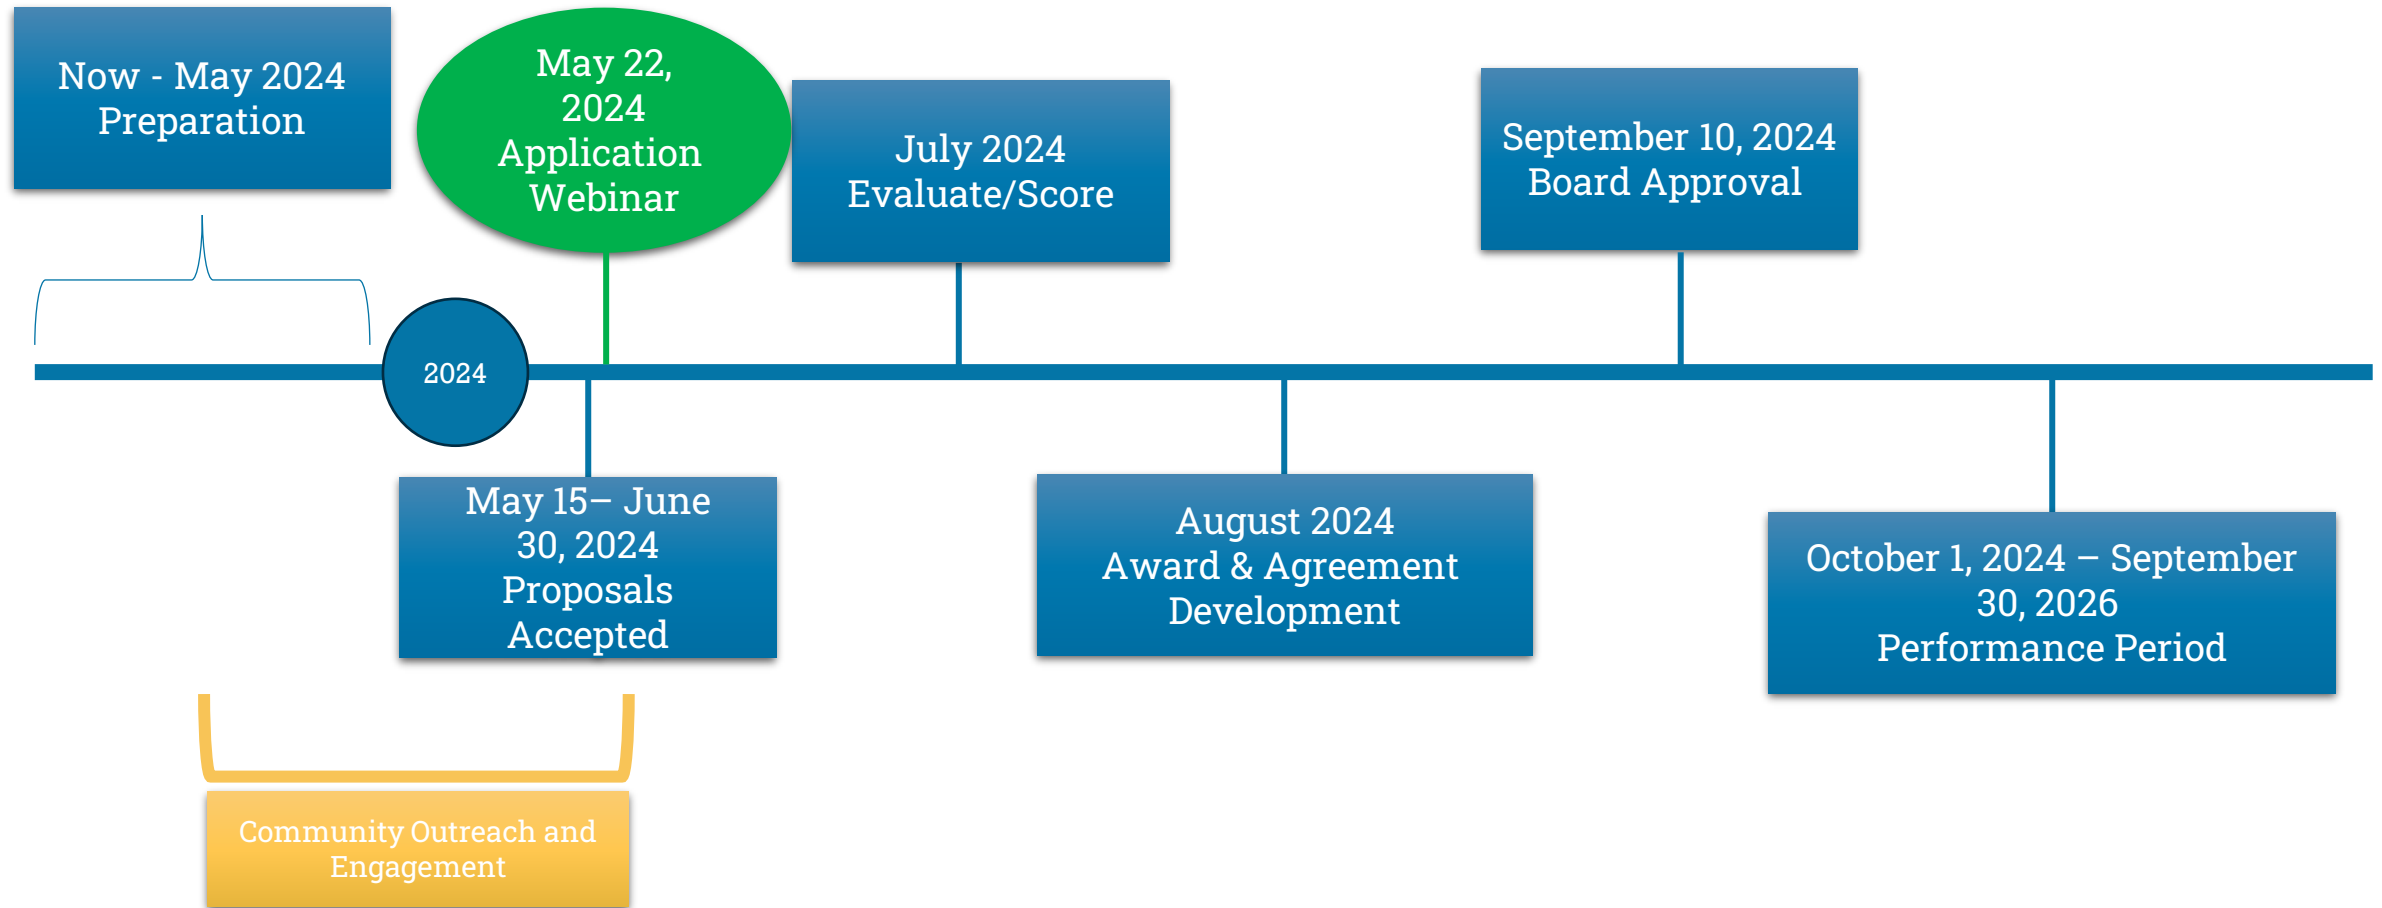 Now - May 2024
Preparation
May 22,
2024
Application
Webinar
July 2024
Evaluate/Score
September 10, 2024
Board Approval
2024
May 15– June
30, 2024
Proposals
Accepted
August 2024
Award & Agreement
Development
October 1, 2024 – September
30, 2026
Performance Period
Community Outreach and
Engagement